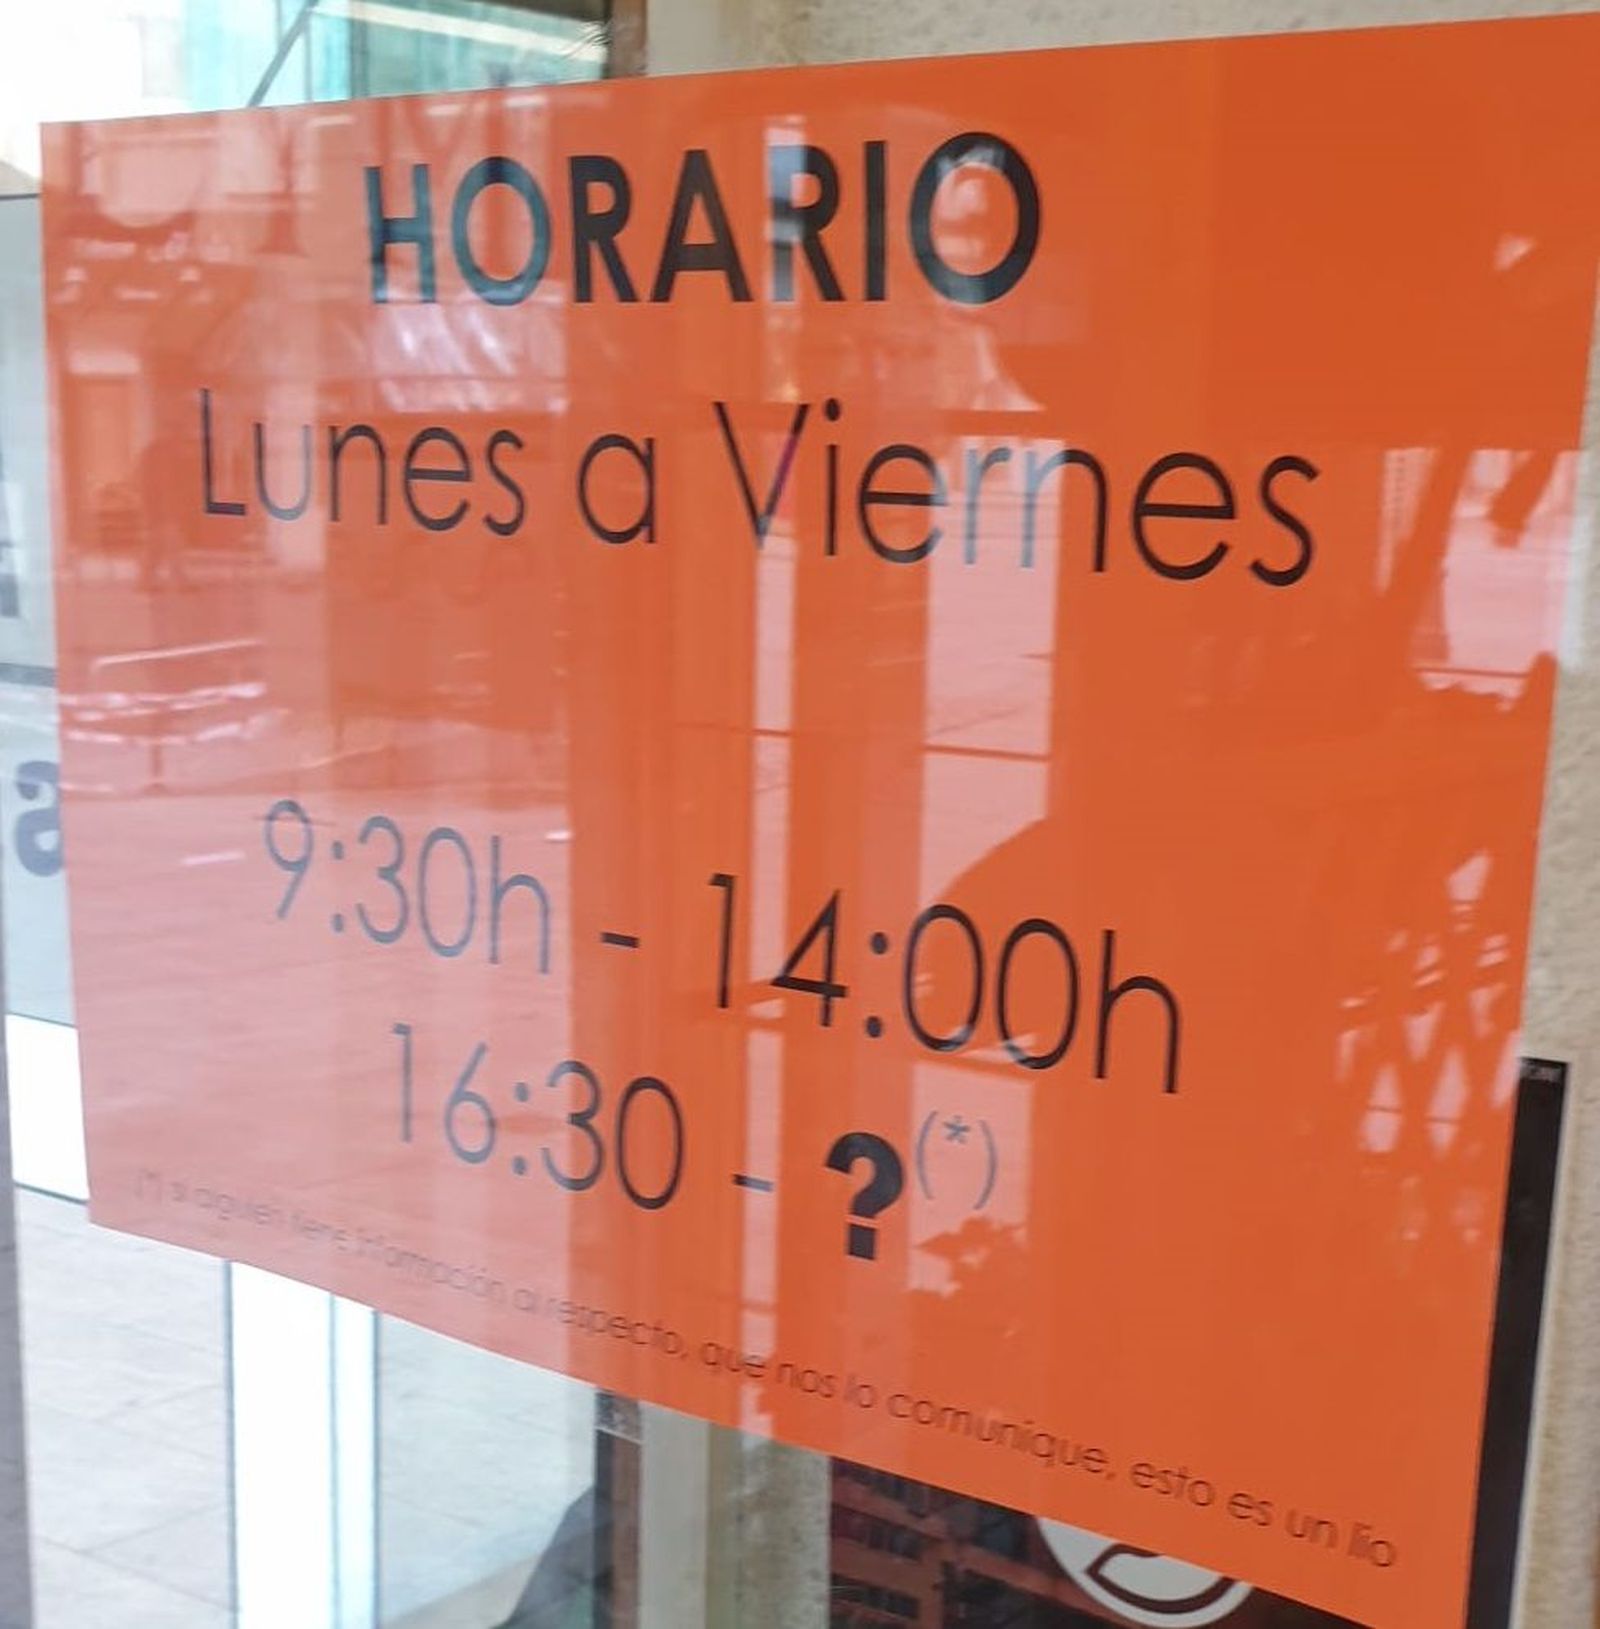 HORARIO
Lunes a Viernes
9:30h - 14:00h
16:30 - ?(*)
(*) si alguien tiene información al respecto, que nos lo comunique, esto es un lío
a